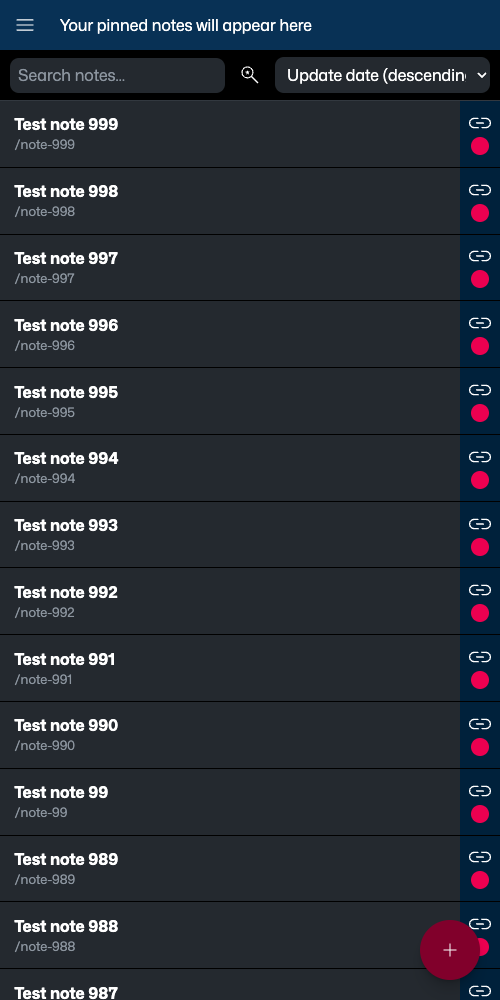 Your pinned notes will appear here
Search notes...
Update date (descendin
Test note 999
/note-999
Test note 998
/note-998
Test note 997
/note-997
Test note 996
/note-996
Test note 995
/note-995
Test note 994
/note-994
Test note 993
/note-993
Test note 992
/note-992
Test note 991
/note-991
Test note 990
/note-990
Test note 99
/note-99
Test note 989
/note-989
Test note 988
/note-988
Test note 987